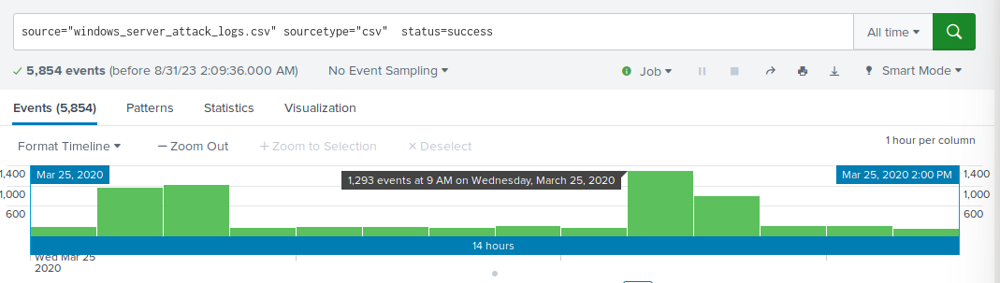 source="windows_server_attack_logs.csv" sourcetype="csv"  status=success
All time
5,854 events (before 8/31/23 2:09:36.000 AM)
No Event Sampling
Job
Smart Mode
Events (5,854)
Patterns
Statistics
Visualization
Format Timeline
— Zoom Out
+ Zoom to Selection
× Deselect
1 hour per column
1,400
Mar 25, 2020
1,293 events at 9 AM on Wednesday, March 25, 2020
Mar 25, 2020 2:00 PM
1,400
1,000
1,000
600
600
14 hours
Wed Mar 25
2020